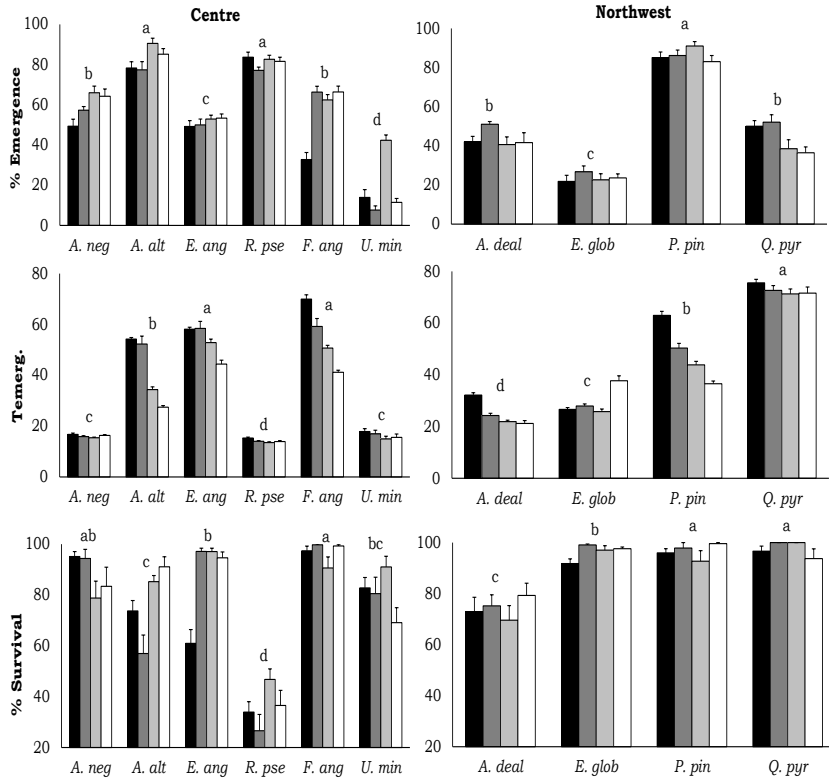 Centre
Northwest
% Emergence
100
80
60
40
20
0
b
a
c
a
b
d
A. neg
A. alt
E. ang
R. pse
F. ang
U. min
100
80
60
40
20
0
b
c
a
b
A. deal
E. glob
P. pin
Q. pyr
Temerg.
80
60
40
20
0
c
b
a
d
a
c
A. neg
A. alt
E. ang
R. pse
F. ang
U. min
80
60
40
20
0
d
c
b
a
A. deal
E. glob
P. pin
Q. pyr
% Survival
100
80
60
40
20
ab
c
b
d
a
bc
A. neg
A. alt
E. ang
R. pse
F. ang
U. min
100
80
60
40
20
c
b
a
a
A. deal
E. glob
P. pin
Q. pyr